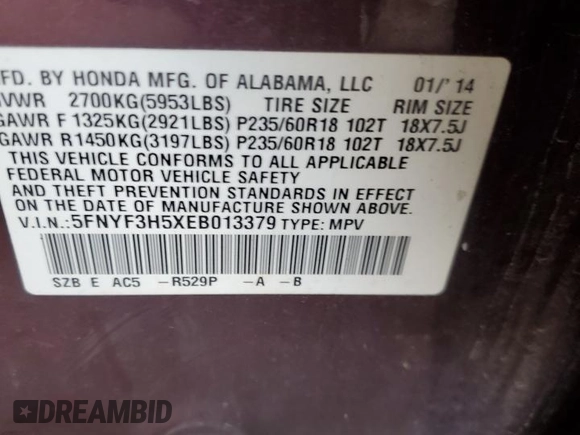 MFD. BY HONDA MFG. OF ALABAMA, LLC 01/'14
GVWR 2700KG(5953LBS) TIRE SIZE RIM SIZE
GAWR F 1325KG(2921LBS) P235/60R18 102T 18X7.5J
GAWR R 1450KG(3197LBS) P235/60R18 102T 18X7.5J
THIS VEHICLE CONFORMS TO ALL APPLICABLE
FEDERAL MOTOR VEHICLE SAFETY
AND THEFT PREVENTION STANDARDS IN EFFECT
ON THE DATE OF MANUFACTURE SHOWN ABOVE.
V.I.N.:5FNYF3H5XEB013379 TYPE: MPV
SZB E AC5 -R529P -A -B
DREAMBID